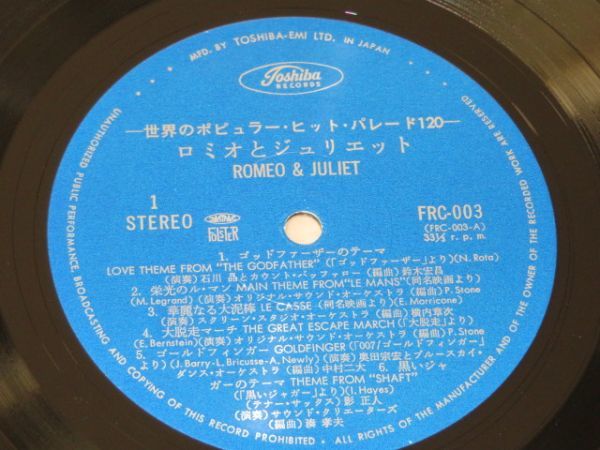 MFD. BY TOSHIBA-EMI LTD. IN JAPAN
Toshiba
RECORDS
—世界のポピュラー・ヒット・パレード120—
ロミオとジュリエット
ROMEO & JULIET
1
STEREO
FRC-003
(FRC-003-A)
33⅓ r. p. m.
1. ゴッドファーザーのテーマ
LOVE THEME FROM "THE GODFATHER" (「ゴッドファーザー」より)(N. Rota)
(演奏) 石川 晶とカウント・バッファロー (編曲) 鈴木宏昌
2. 栄光のル・マン MAIN THEME FROM "LE MANS" (同名映画より)
(M. Legrand) (演奏) オリジナル・サウンド・オーケストラ (編曲) P. Stone
3. 華麗なる大泥棒 LE CASSE (同名映画より)(E. Morricone)
(演奏) スタリーン・スタジオ・オーケストラ (編曲) 横内章次
4. 大脱走マーチ THE GREAT ESCAPE MARCH (「大脱走」より)
(E. Bernstein) (演奏) オリジナル・サウンド・オーケストラ (編曲) P. Stone
5. ゴールドフィンガー GOLDFINGER (「007/ゴールドフィンガー」
より) (J. Barry-L. Bricusse-A. Newly) (演奏) 奥田宗宏とブルースカイ・
ダンス・オーケストラ (編曲) 中村二大 6. 黒いジャ
ガーのテーマ THEME FROM "SHAFT"
(「黒いジャガー」より) (I. Hayes)
(テナー・サックス) 影 正人
(演奏) サウンド・クリエーターズ
(編曲) 湊 孝夫
UNAUTHORIZED PUBLIC PERFORMANCE, BROADCASTING AND COPYING OF THIS RECORD PROHIBITED
ALL RIGHTS OF THE MANUFACTURER AND OF THE OWNER OF THE RECORDED WORK ARE RESERVED